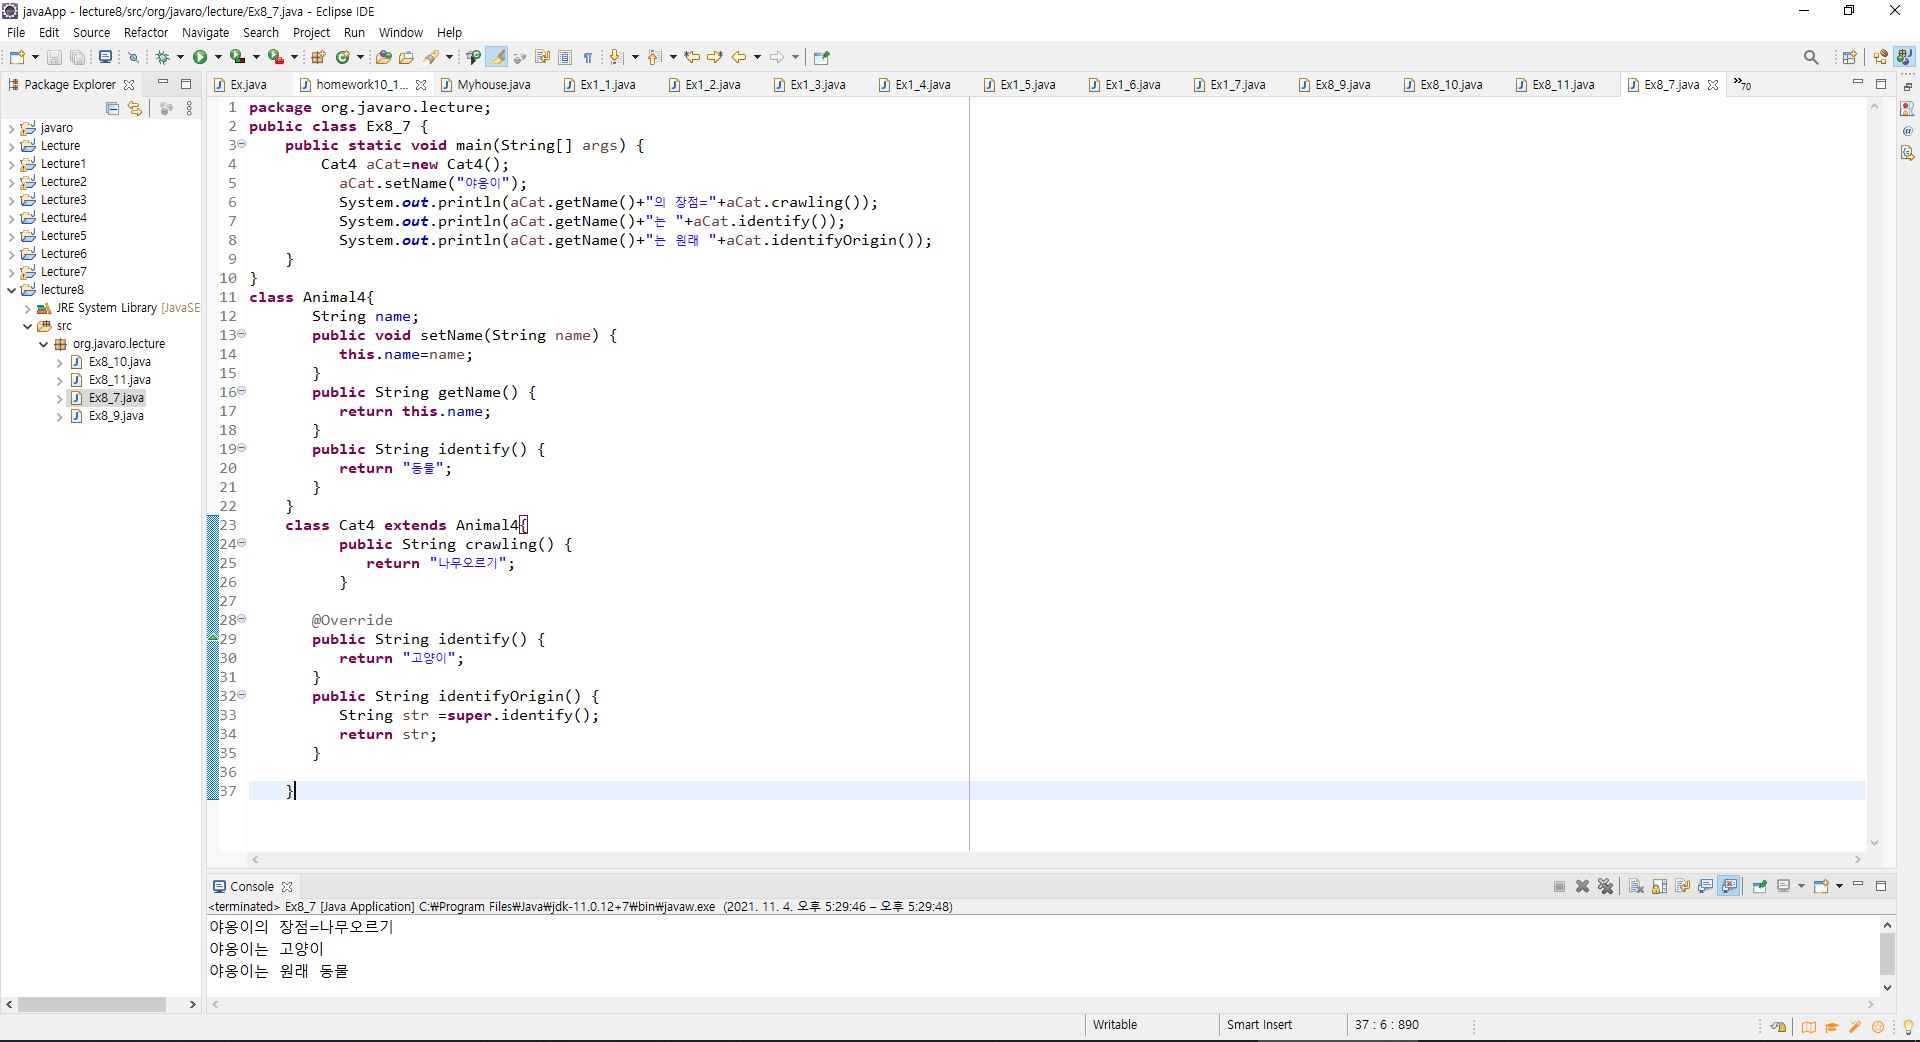 javaApp - lecture8/src/org/javaro/lecture/Ex8_7.java - Eclipse IDE
File Edit Source Refactor Navigate Search Project Run Window Help
Package Explorer
Ex.java homework10_1... Myhouse.java Ex1_1.java Ex1_2.java Ex1_3.java Ex1_4.java Ex1_5.java Ex1_6.java Ex1_7.java Ex8_9.java Ex8_10.java Ex8_11.java Ex8_7.java »70
javaro
Lecture
Lecture1
Lecture2
Lecture3
Lecture4
Lecture5
Lecture6
Lecture7
lecture8
JRE System Library [JavaSE
src
org.javaro.lecture
Ex8_10.java
Ex8_11.java
Ex8_7.java
Ex8_9.java
1 package org.javaro.lecture;
2 public class Ex8_7 {
3 public static void main(String[] args) {
4 Cat4 aCat=new Cat4();
5 aCat.setName("야옹이");
6 System.out.println(aCat.getName()+"의 장점="+aCat.crawling());
7 System.out.println(aCat.getName()+"는 "+aCat.identify());
8 System.out.println(aCat.getName()+"는 원래 "+aCat.identifyOrigin());
9 }
10 }
11 class Animal4{
12 String name;
13 public void setName(String name) {
14 this.name=name;
15 }
16 public String getName() {
17 return this.name;
18 }
19 public String identify() {
20 return "동물";
21 }
22 }
23 class Cat4 extends Animal4{
24 public String crawling() {
25 return "나무오르기";
26 }
27
28 @Override
29 public String identify() {
30 return "고양이";
31 }
32 public String identifyOrigin() {
33 String str =super.identify();
34 return str;
35 }
36
37 }
Console
<terminated> Ex8_7 [Java Application] C:₩Program Files₩Java₩jdk-11.0.12+7₩bin₩javaw.exe (2021. 11. 4. 오후 5:29:46 – 오후 5:29:48)
야옹이의 장점=나무오르기
야옹이는 고양이
야옹이는 원래 동물
Writable Smart Insert 37 : 6 : 890